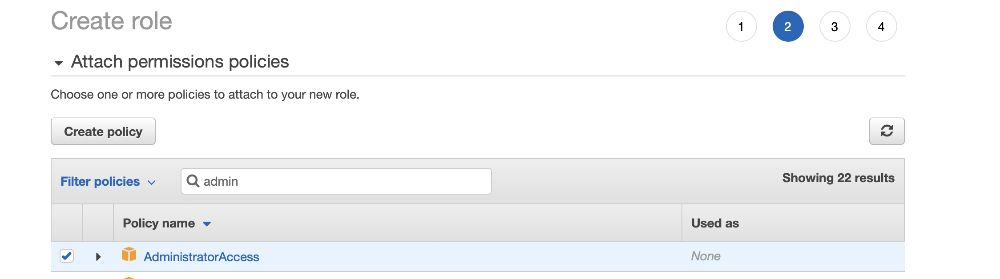 Create role
1 2 3 4
Attach permissions policies
Choose one or more policies to attach to your new role.
Create policy
Filter policies
admin
Showing 22 results
Policy name
Used as
AdministratorAccess
None